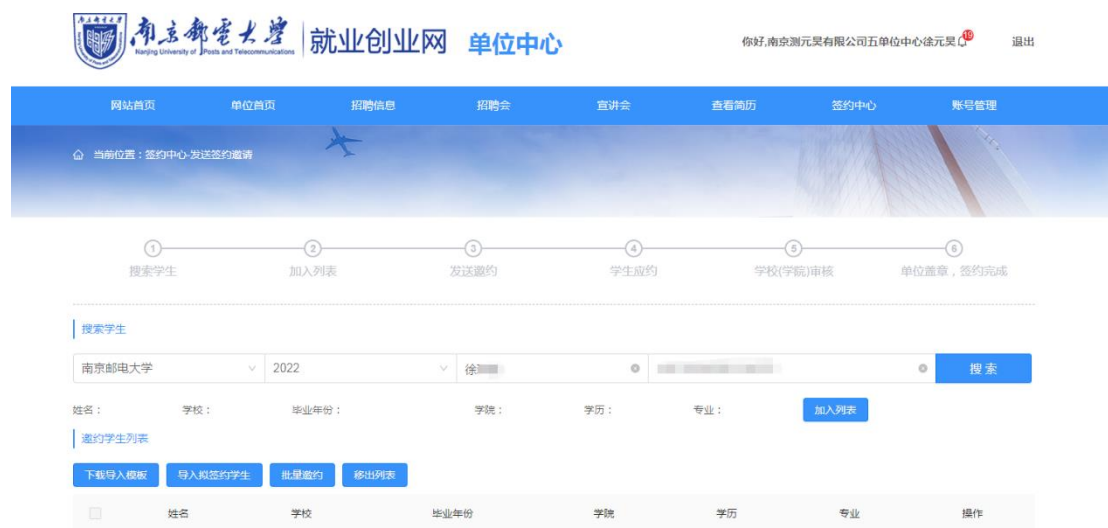 南京邮电大学
Nanjing University of Posts and Telecommunications
就业创业网 单位中心
你好,南京测元昊有限公司五单位中心徐元昊 19 退出
网站首页 单位首页 招聘信息 招聘会 宣讲会 查看简历 签约中心 账号管理
当前位置:签约中心-发送签约邀请
1 2 3 4 5 6
搜索学生 加入列表 发送邀约 学生应约 学校(学院)审核 单位盖章,签约完成
搜索学生
南京邮电大学 2022 徐 搜 索
姓名: 学校: 毕业年份: 学院: 学历: 专业: 加入列表
邀约学生列表
下载导入模板 导入拟签约学生 批量邀约 移出列表
姓名 学校 毕业年份 学院 学历 专业 操作